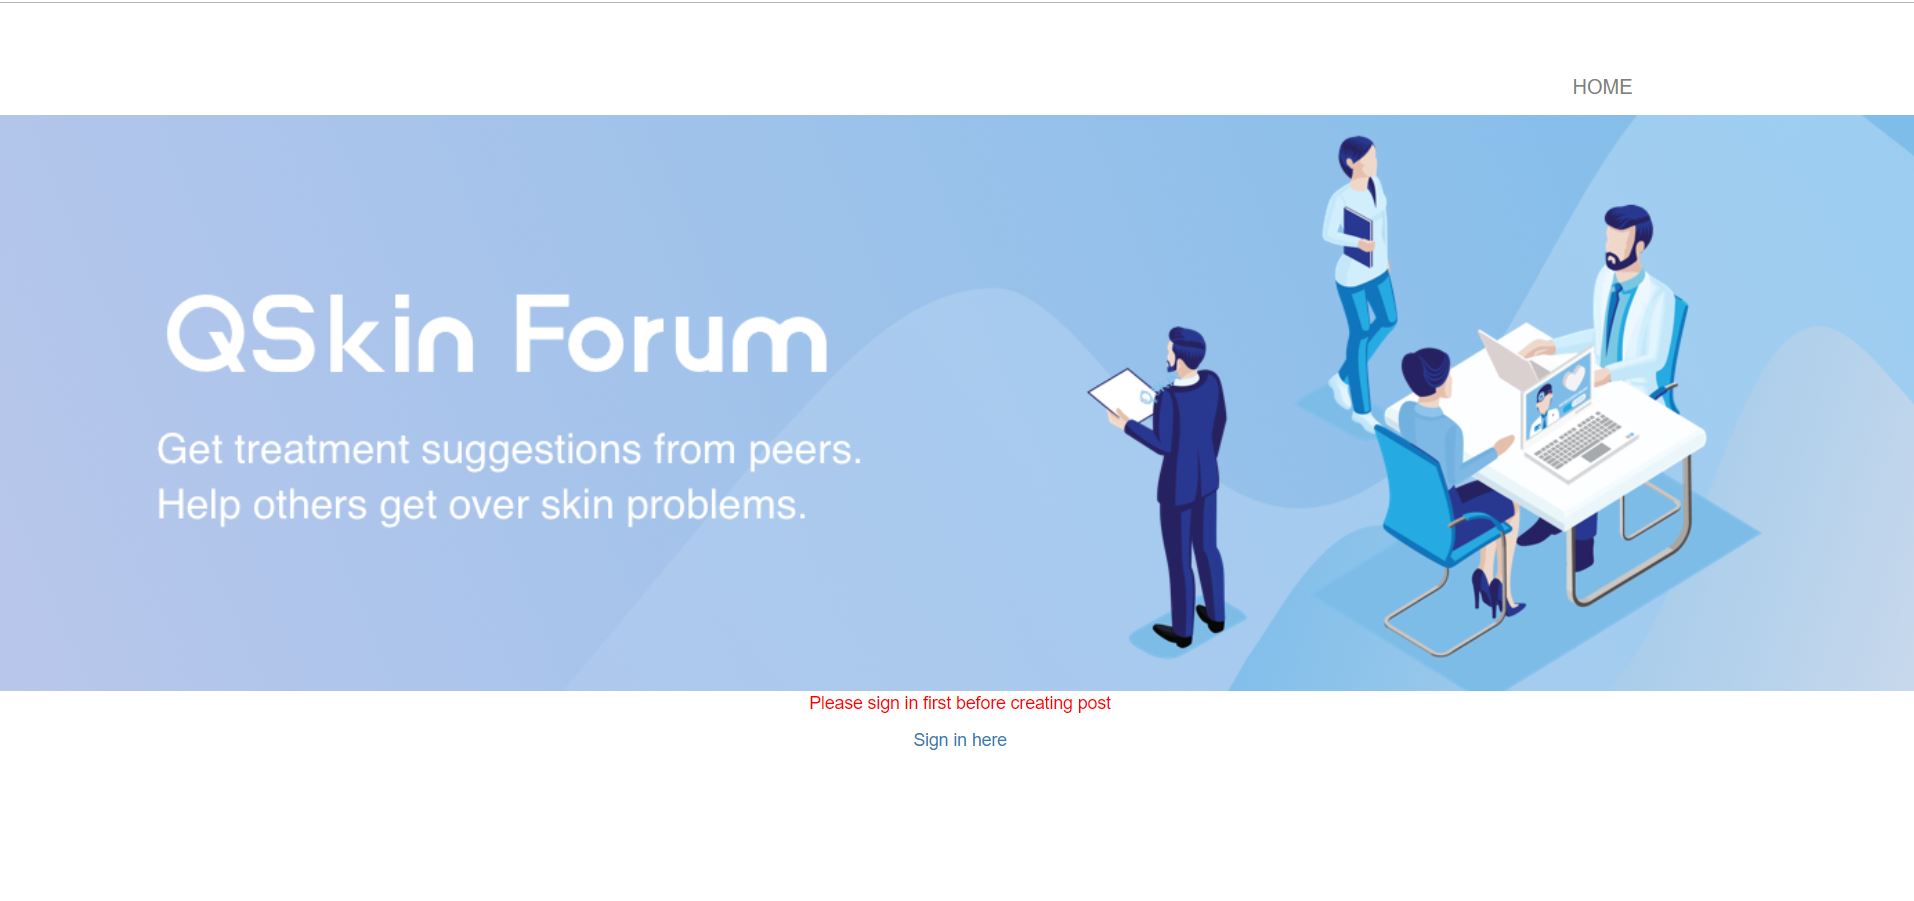 HOME
QSkin Forum
Get treatment suggestions from peers.
Help others get over skin problems.
Please sign in first before creating post
Sign in here